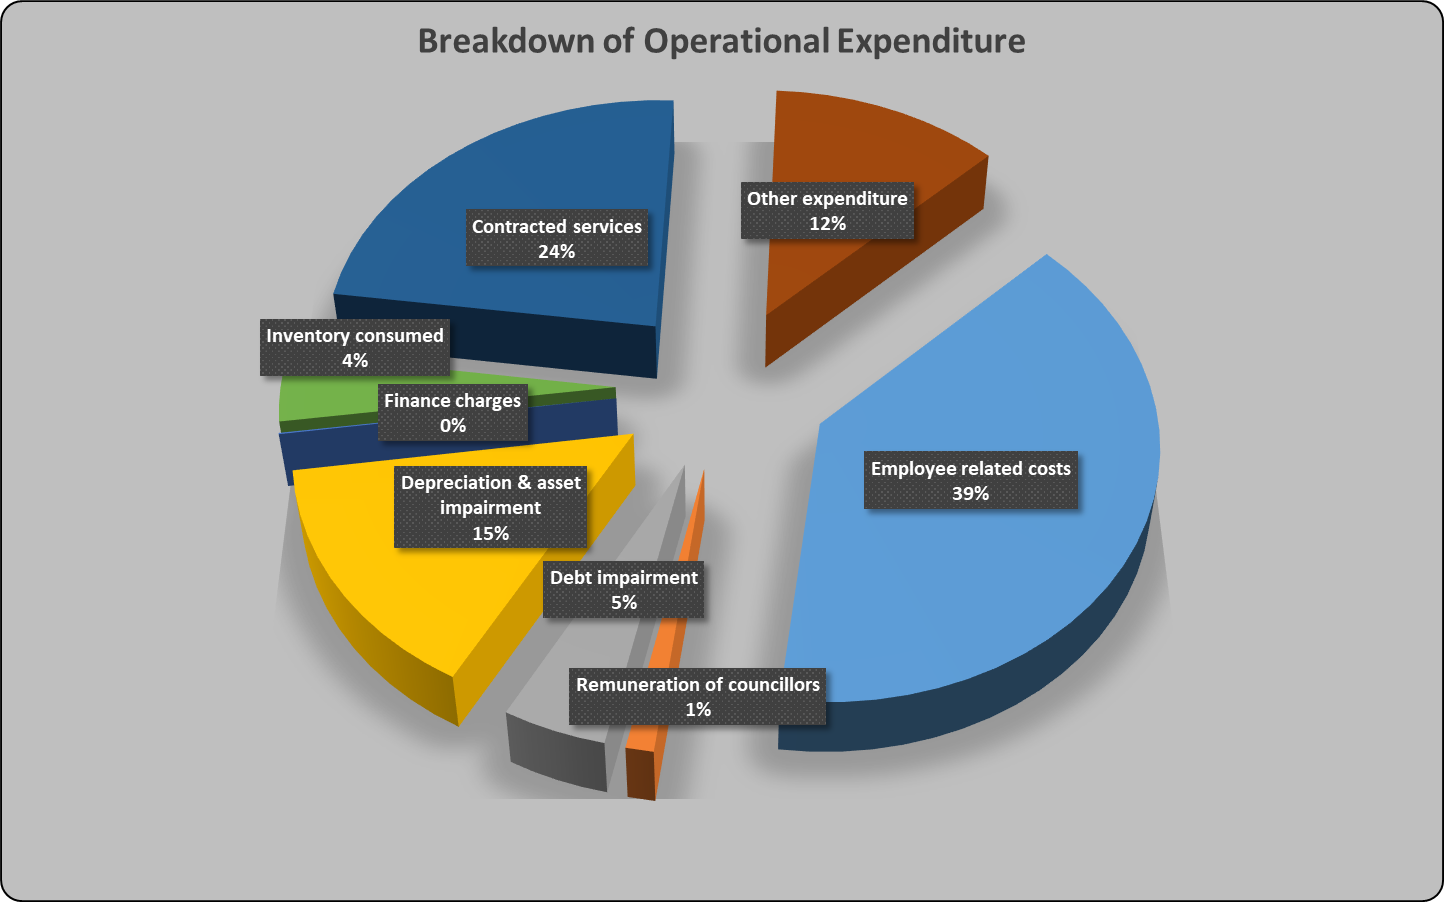 Breakdown of Operational Expenditure
Other expenditure
12%
Contracted services
24%
Inventory consumed
4%
Finance charges
0%
Employee related costs
39%
Depreciation & asset
impairment
15%
Debt impairment
5%
Remuneration of councillors
1%